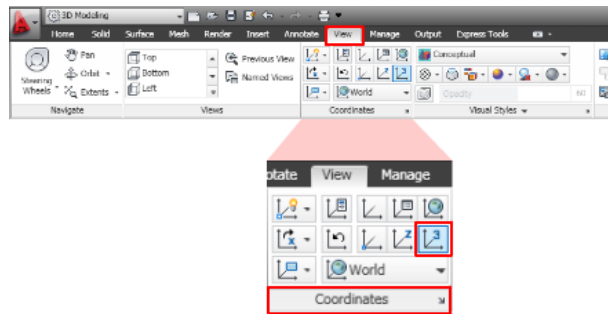 3D Modeling
Home Solid Surface Mesh Render Insert Annotate View Manage Output Express Tools
Pan Top Previous View Conceptual
Steering Wheels Orbit Bottom Named Views
Extents Left World Opacity 60
Navigate Views Coordinates Visual Styles
otate View Manage
World
Coordinates